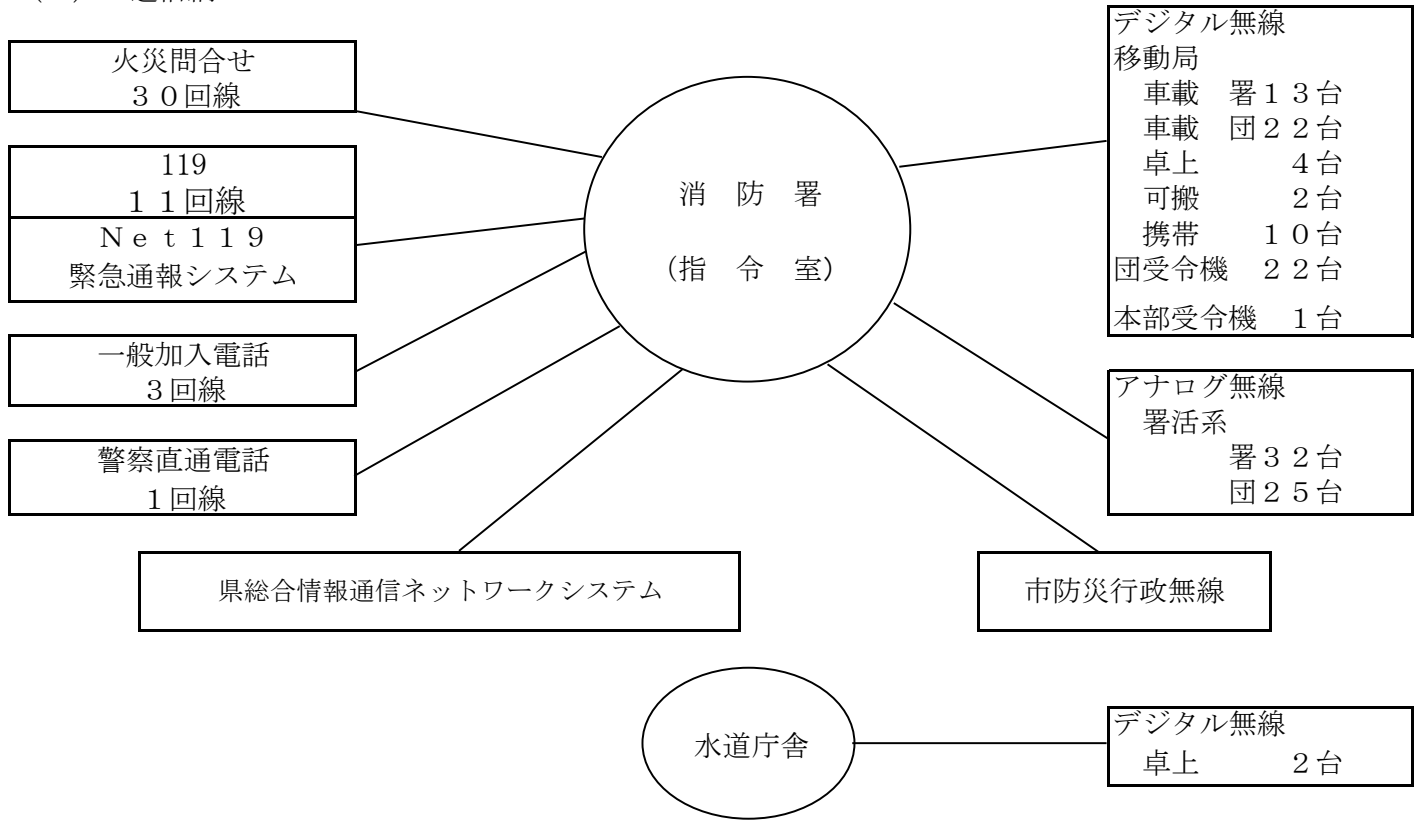 火災問合せ
３０回線
119
１１回線
Ｎｅｔ１１９
緊急通報システム
一般加入電話
３回線
警察直通電話
１回線
消　防　署
（指　令　室）
デジタル無線
移動局
車載　署１３台
車載　団２２台
卓上　　　４台
可搬　　　２台
携帯　　１０台
団受令機　２２台
本部受令機　１台
アナログ無線
署活系
署３２台
団２５台
県総合情報通信ネットワークシステム
市防災行政無線
水道庁舎
デジタル無線
卓上　　　２台